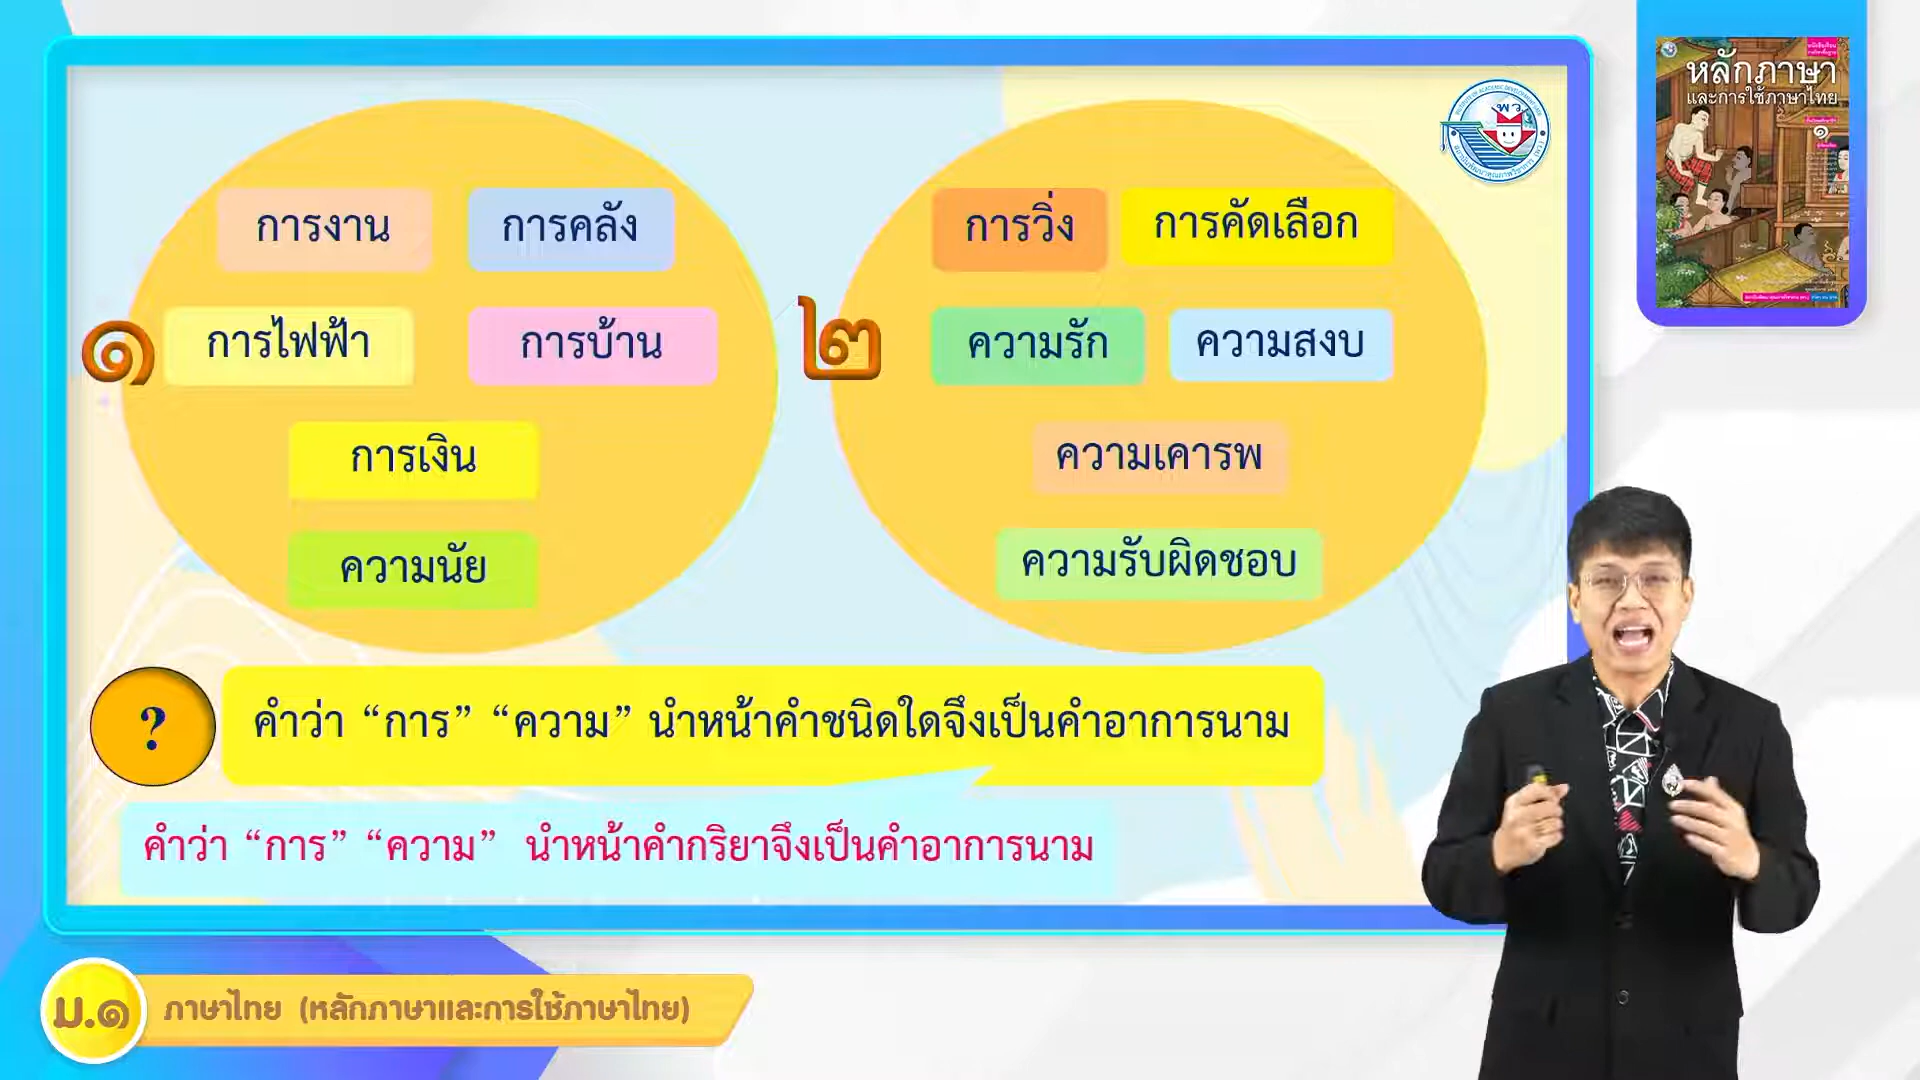 หลักภาษา
และการใช้ภาษาไทย
๑
พว.
การงาน
การคลัง
การวิ่ง
การคัดเลือก
๑
การไฟฟ้า
การบ้าน
๒
ความรัก
ความสงบ
การเงิน
ความเคารพ
ความนัย
ความรับผิดชอบ
?
คำว่า “การ” “ความ” นำหน้าคำชนิดใดจึงเป็นคำอาการนาม
คำว่า “การ” “ความ” นำหน้าคำกริยาจึงเป็นคำอาการนาม
ม.๑
ภาษาไทย (หลักภาษาและการใช้ภาษาไทย)